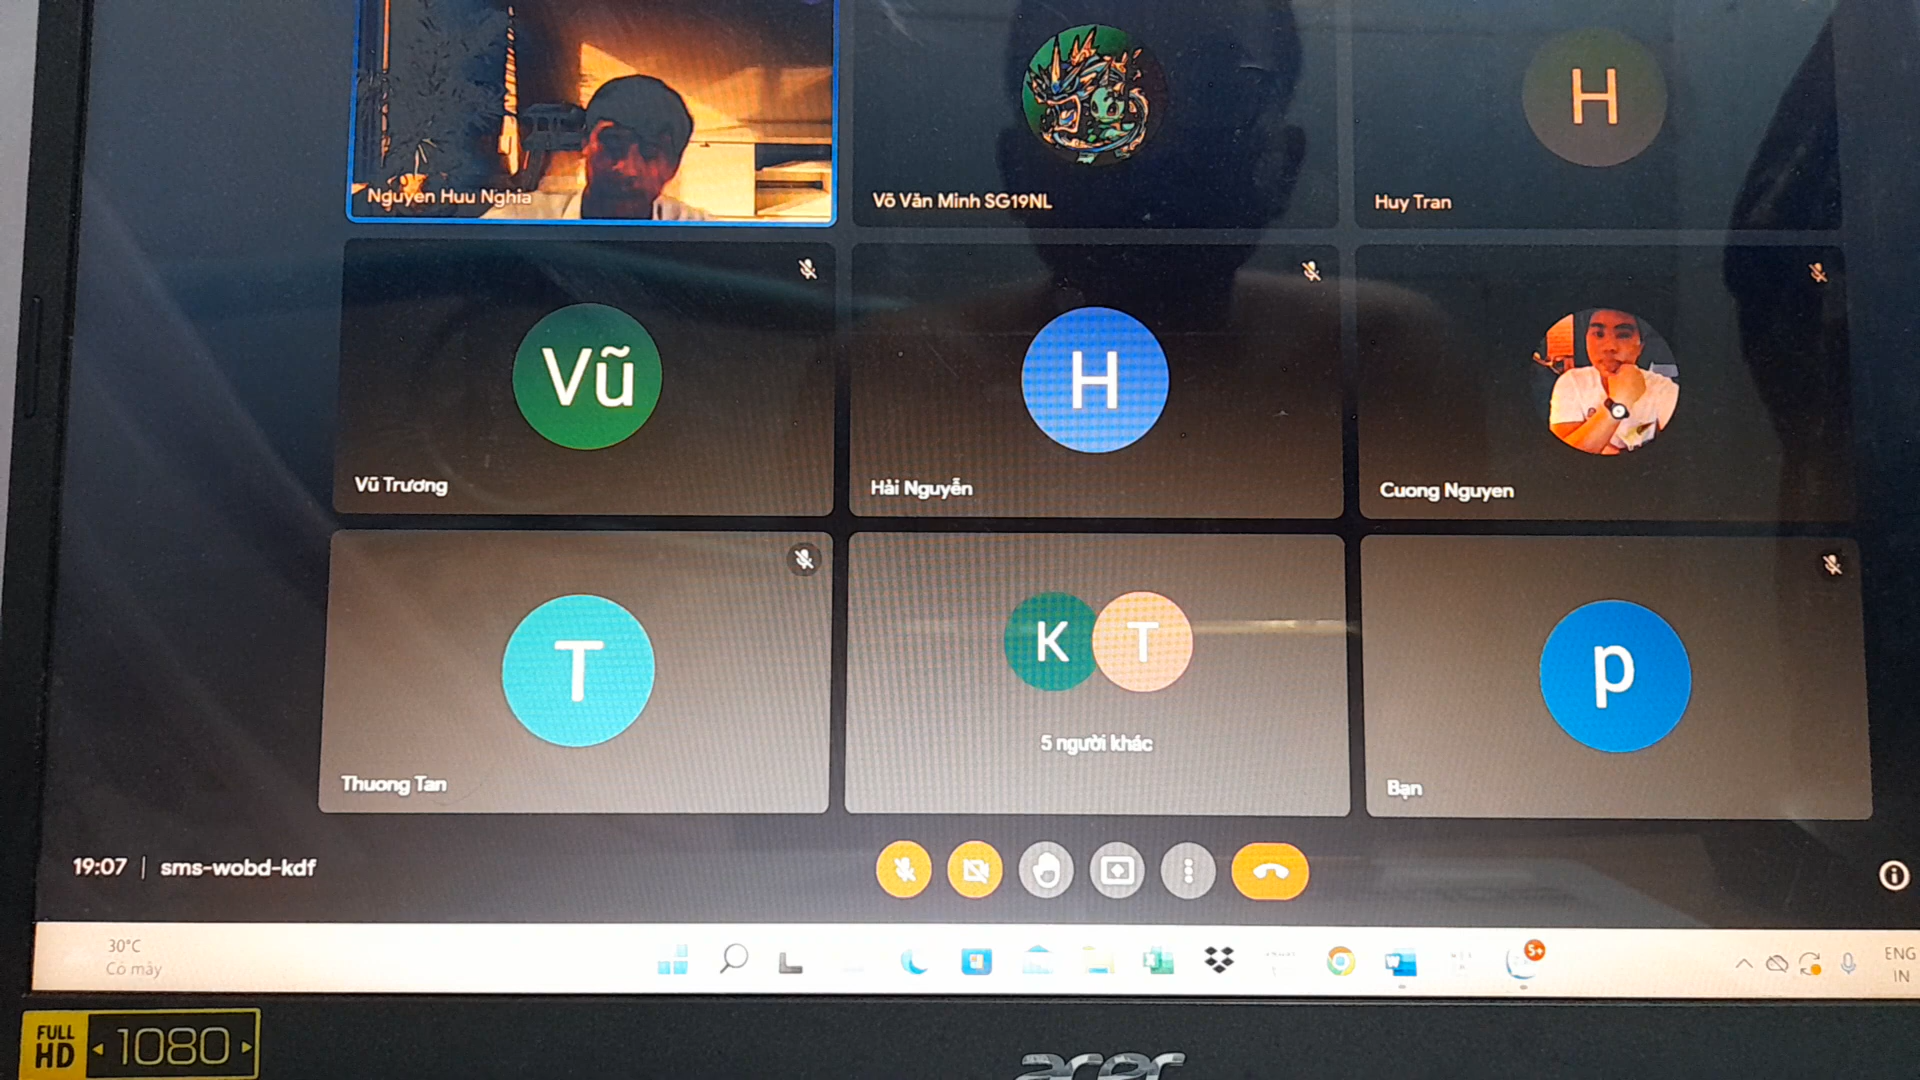 Nguyen Huu Nghia
Võ Văn Minh SG19NL
H
Huy Tran
Vũ
Vũ Trương
H
Hải Nguyễn
Cuong Nguyen
T
Thuong Tan
K T
5 người khác
p
Bạn
19:07 | sms-wobd-kdf
30°C
Có mây
5+
ENG
IN
FULL HD 1080
acer